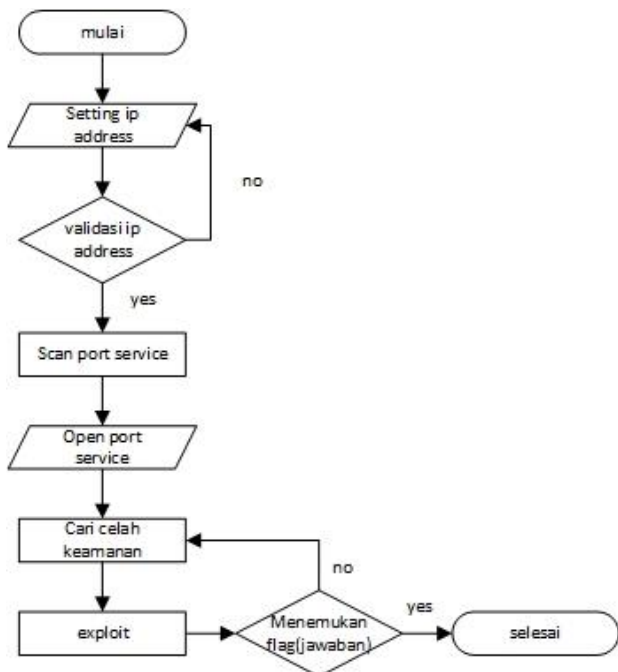 mulai
Setting ip
address
no
validasi ip
address
yes
Scan port service
Open port
service
Cari celah
keamanan
no
exploit
Menemukan
flag(jawaban)
yes
selesai